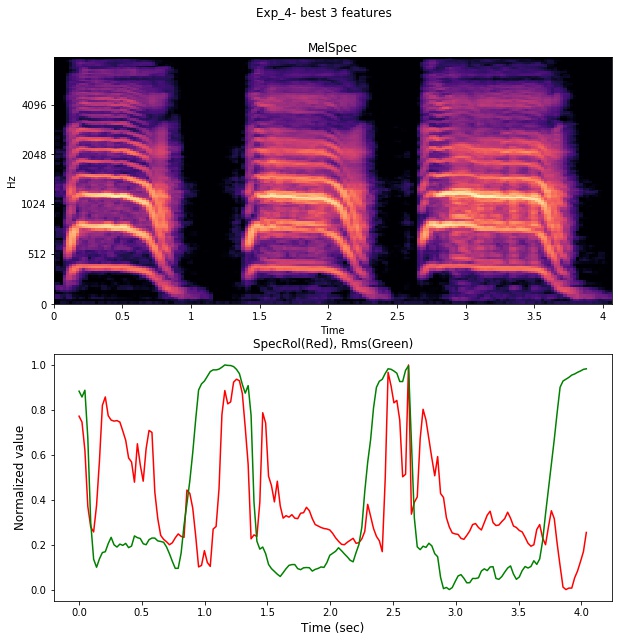 Exp_4- best 3 features
MelSpec
4096
2048
1024
512
0
Hz
0 0.5 1 1.5 2 2.5 3 3.5 4
Time
SpecRol(Red), Rms(Green)
1.0
0.8
0.6
0.4
0.2
0.0
Normalized value
0.0 0.5 1.0 1.5 2.0 2.5 3.0 3.5 4.0
Time (sec)